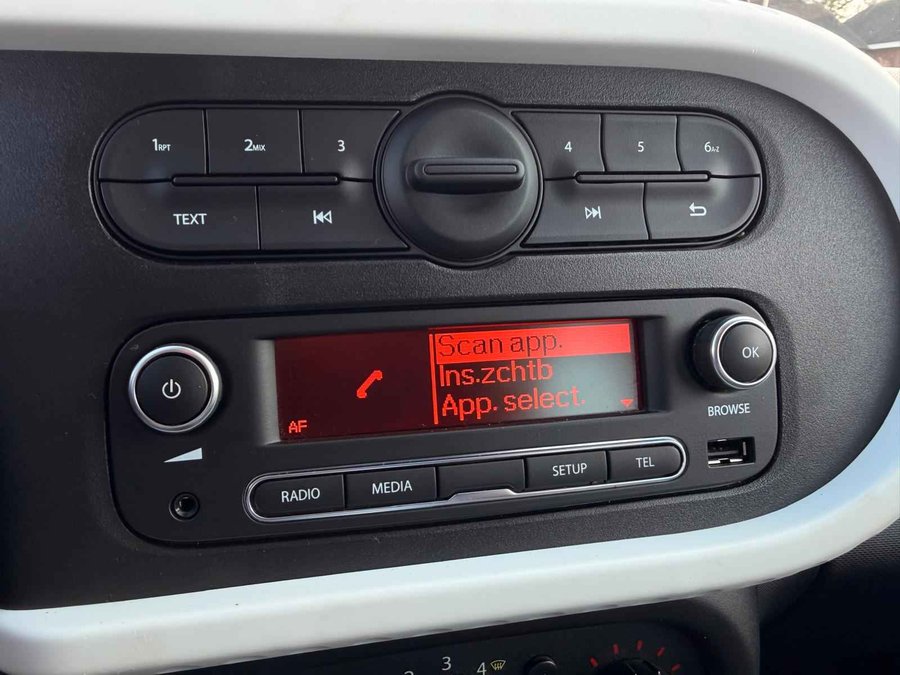 1RPT 2MIX 3 4 5 6A-Z
TEXT
Scan app.
Ins.zchtb
App. select.
AF
OK
BROWSE
RADIO MEDIA SETUP TEL
3 4